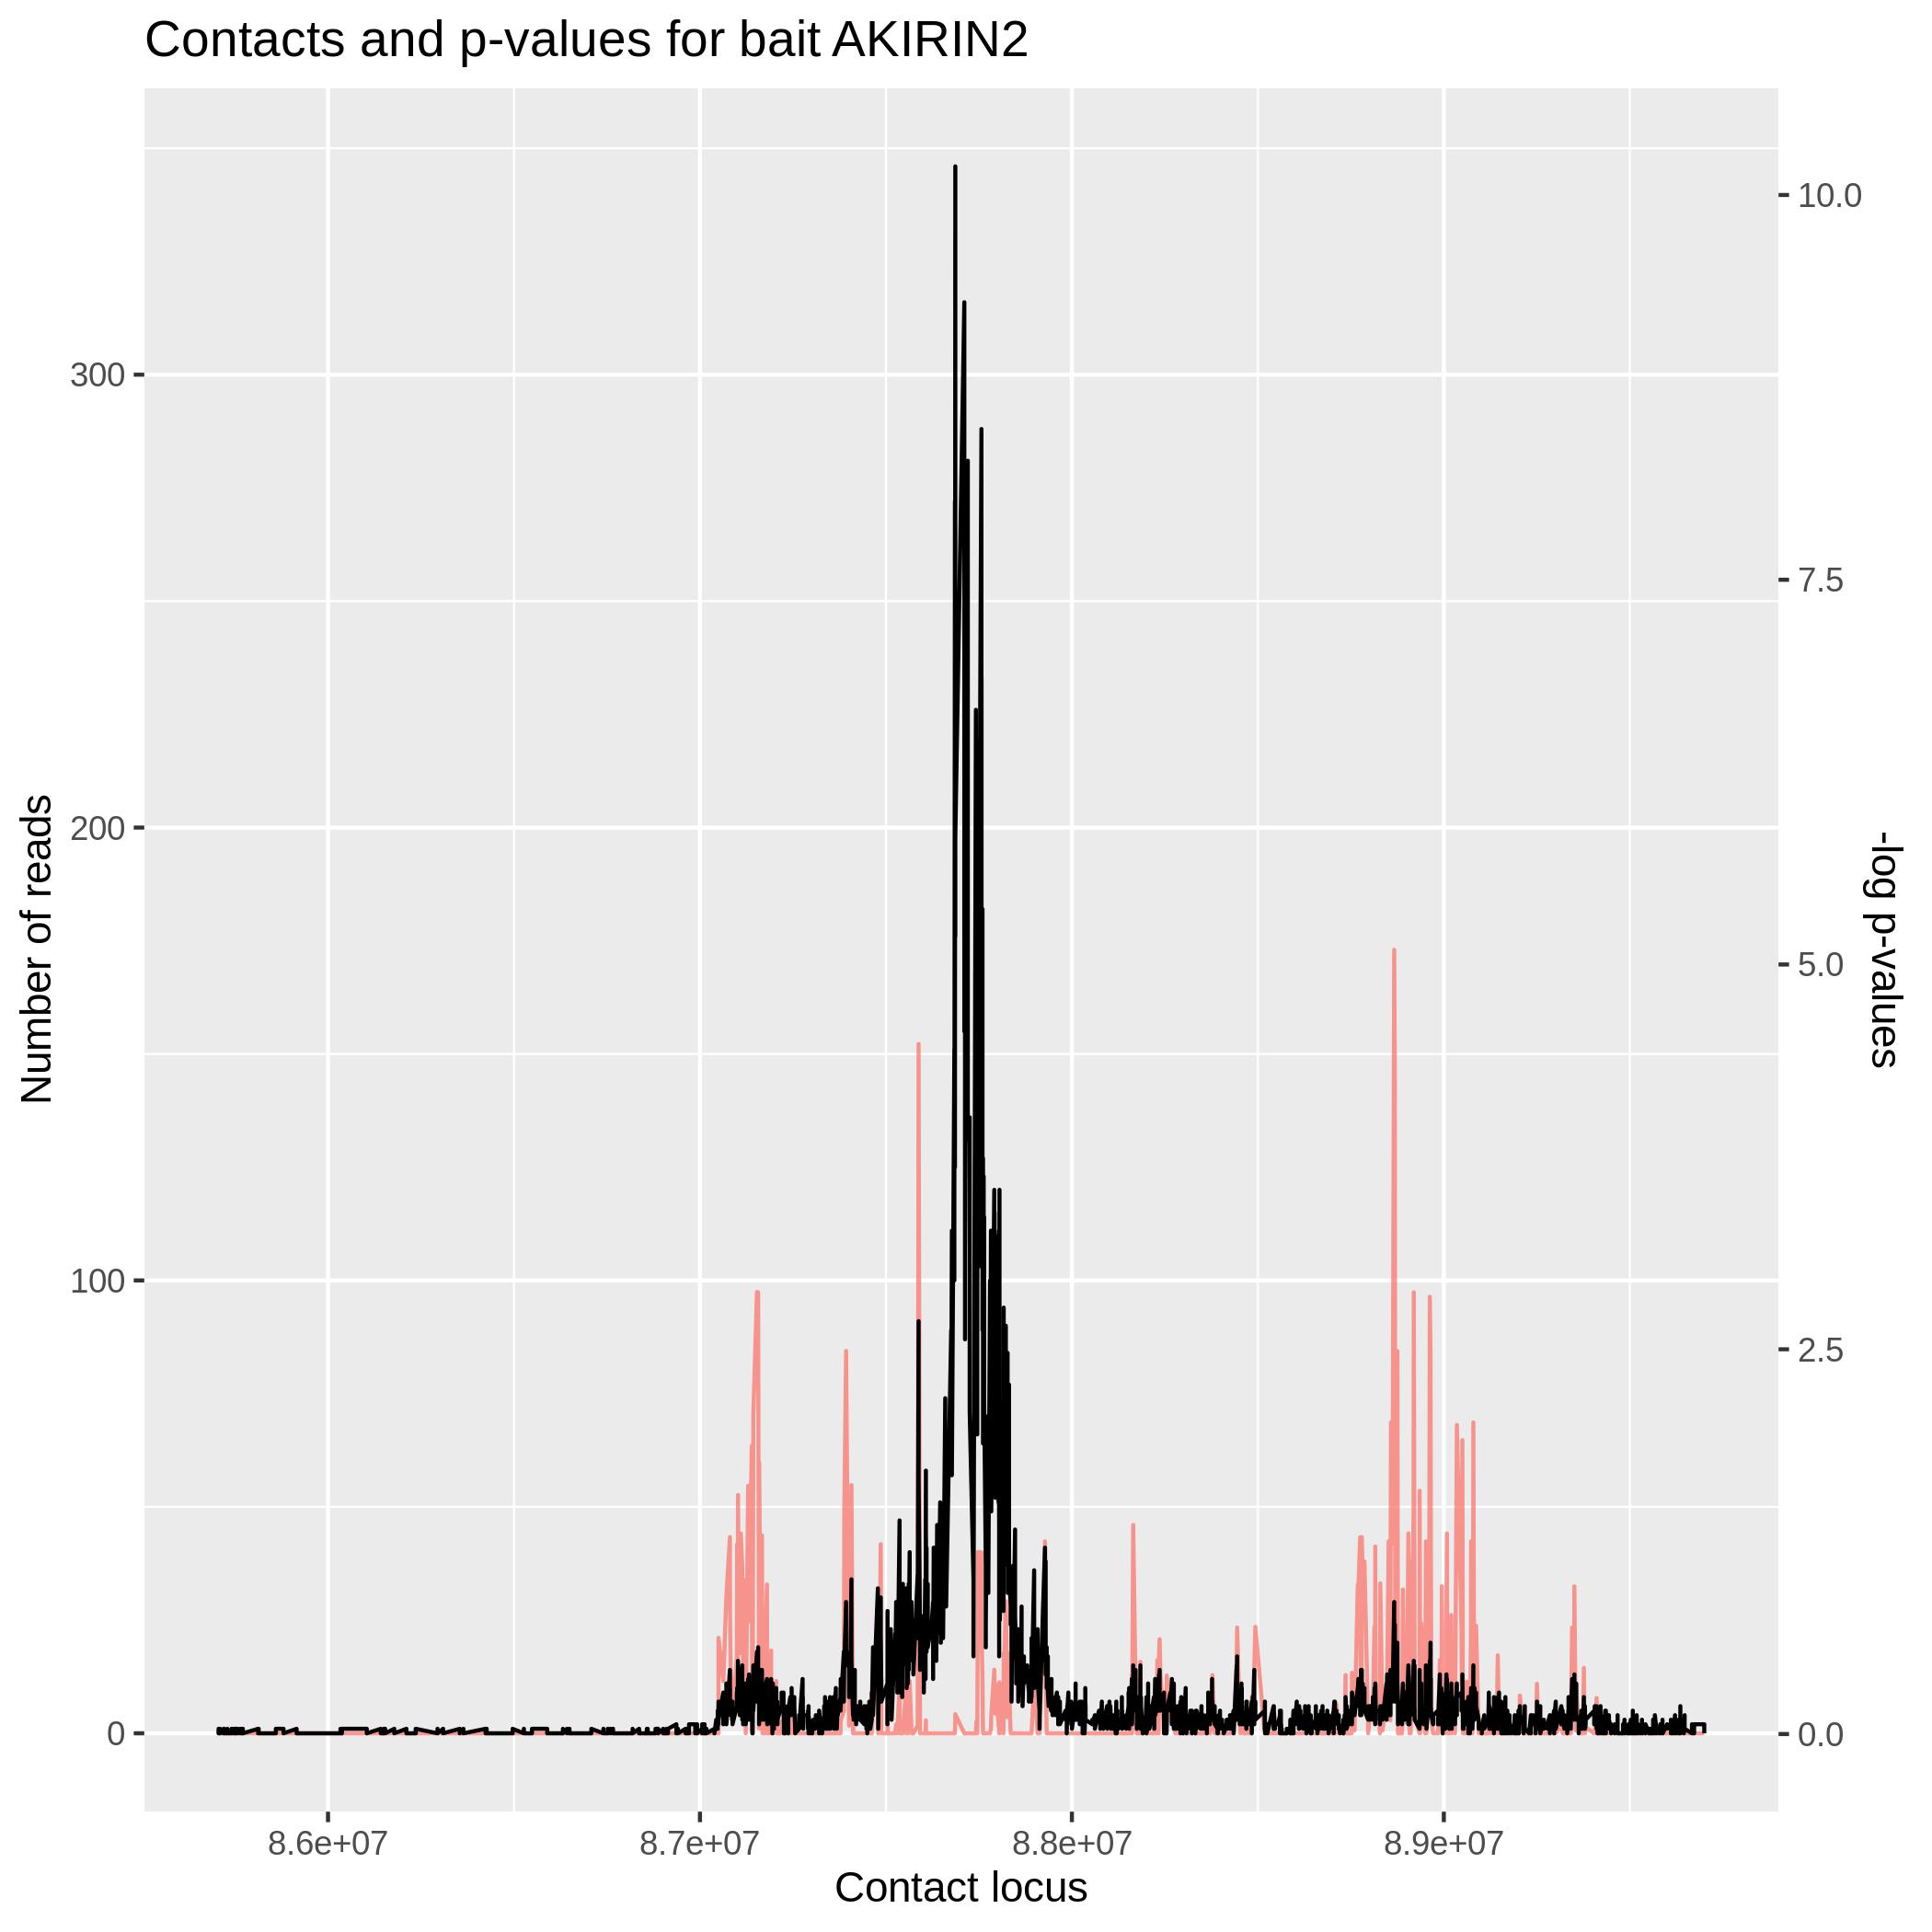 Contacts and p-values for bait AKIRIN2
Number of reads
300
200
100
0
10.0
7.5
5.0
2.5
0.0
-log p-values
8.6e+07
8.7e+07
8.8e+07
8.9e+07
Contact locus